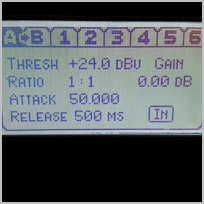 A B 1 2 3 4 5 6
THRESH +24.0 DBU GAIN
RATIO 1:1 0.00 DB
ATTACK 50.000
RELEASE 500 MS IN